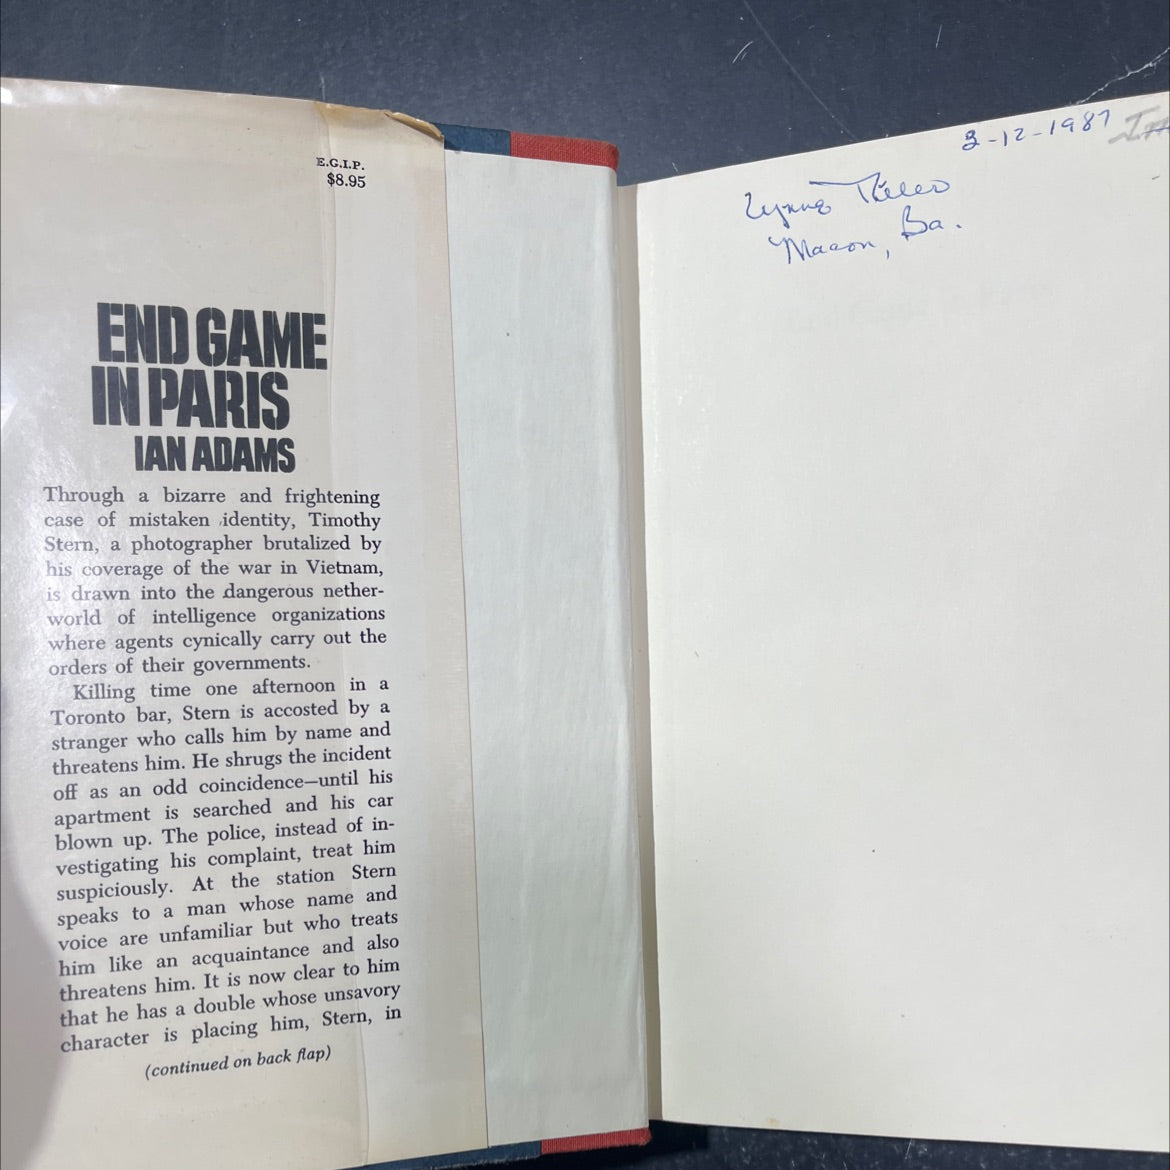 E.G.I.P.
$8.95
END GAME
IN PARIS
IAN ADAMS
Through a bizarre and frightening
case of mistaken identity, Timothy
Stern, a photographer brutalized by
his coverage of the war in Vietnam,
is drawn into the dangerous nether-
world of intelligence organizations
where agents cynically carry out the
orders of their governments.
Killing time one afternoon in a
Toronto bar, Stern is accosted by a
stranger who calls him by name and
threatens him. He shrugs the incident
off as an odd coincidence—until his
apartment is searched and his car
blown up. The police, instead of in-
vestigating his complaint, treat him
suspiciously. At the station Stern
speaks to a man whose name and
voice are unfamiliar but who treats
him like an acquaintance and also
threatens him. It is now clear to him
that he has a double whose unsavory
character is placing him, Stern, in
(continued on back flap)
3-12-1987
Macon,